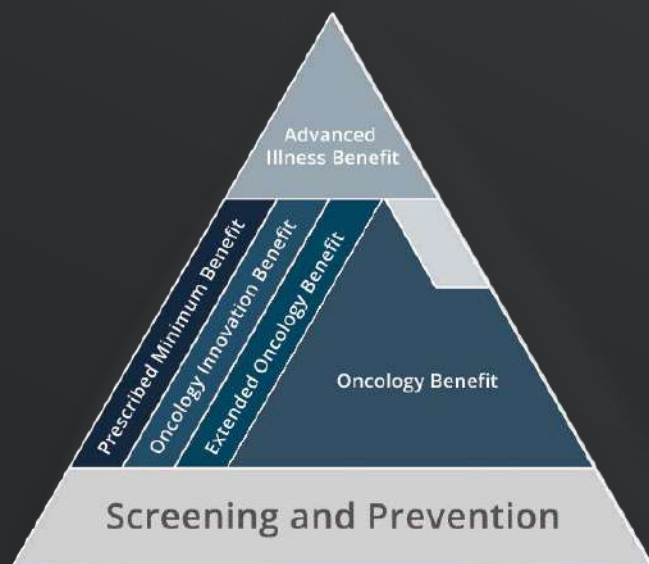 Advanced
Illness Benefit
Prescribed Minimum Benefit
Oncology Innovation Benefit
Extended Oncology Benefit
Oncology Benefit
Screening and Prevention